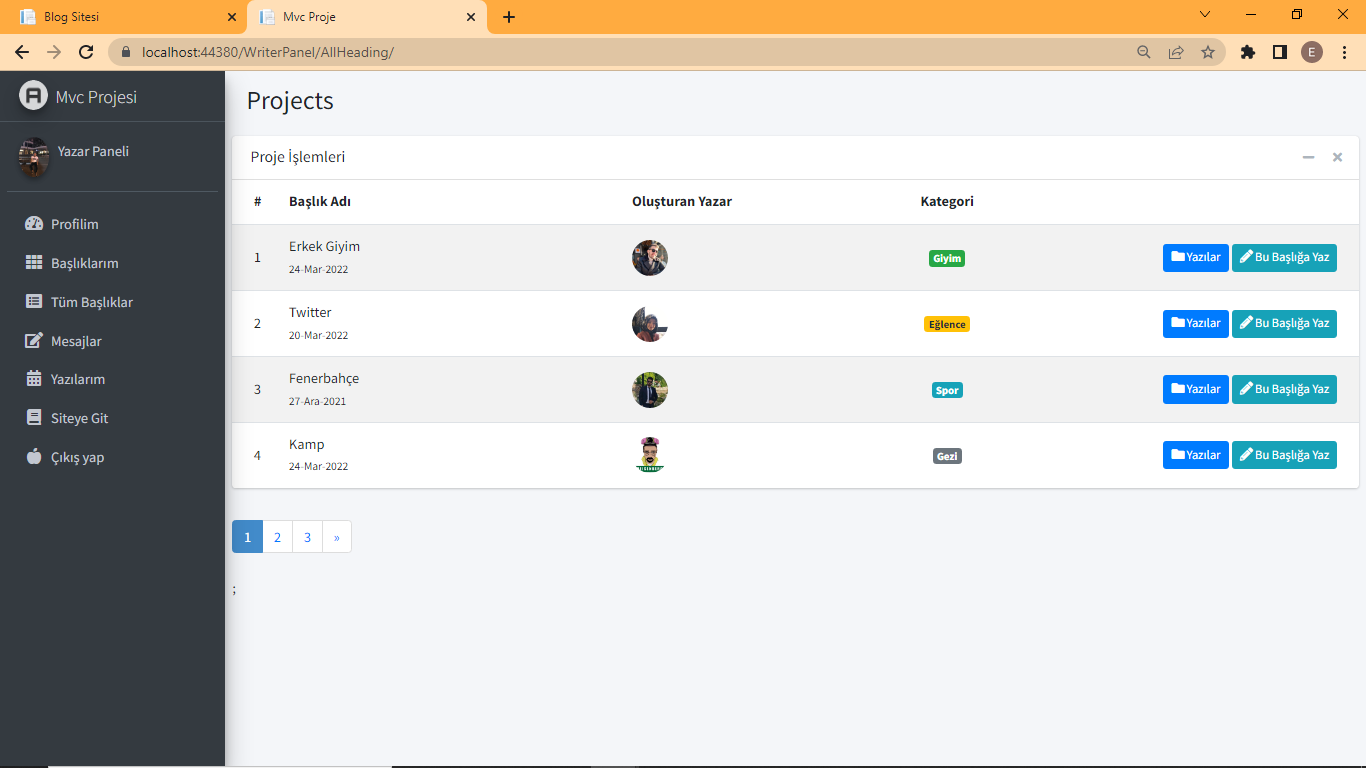 Blog Sitesi
Mvc Proje
localhost:44380/WriterPanel/AllHeading/
E
Mvc Projesi
Yazar Paneli
Profilim
Başlıklarım
Tüm Başlıklar
Mesajlar
Yazılarım
Siteye Git
Çıkış yap
Projects
Proje İşlemleri
# Başlık Adı Oluşturan Yazar Kategori
1 Erkek Giyim Giyim Yazılar Bu Başlığa Yaz
24-Mar-2022
2 Twitter Eğlence Yazılar Bu Başlığa Yaz
20-Mar-2022
3 Fenerbahçe Spor Yazılar Bu Başlığa Yaz
27-Ara-2021
4 Kamp Gezi Yazılar Bu Başlığa Yaz
24-Mar-2022
1 2 3 »
;